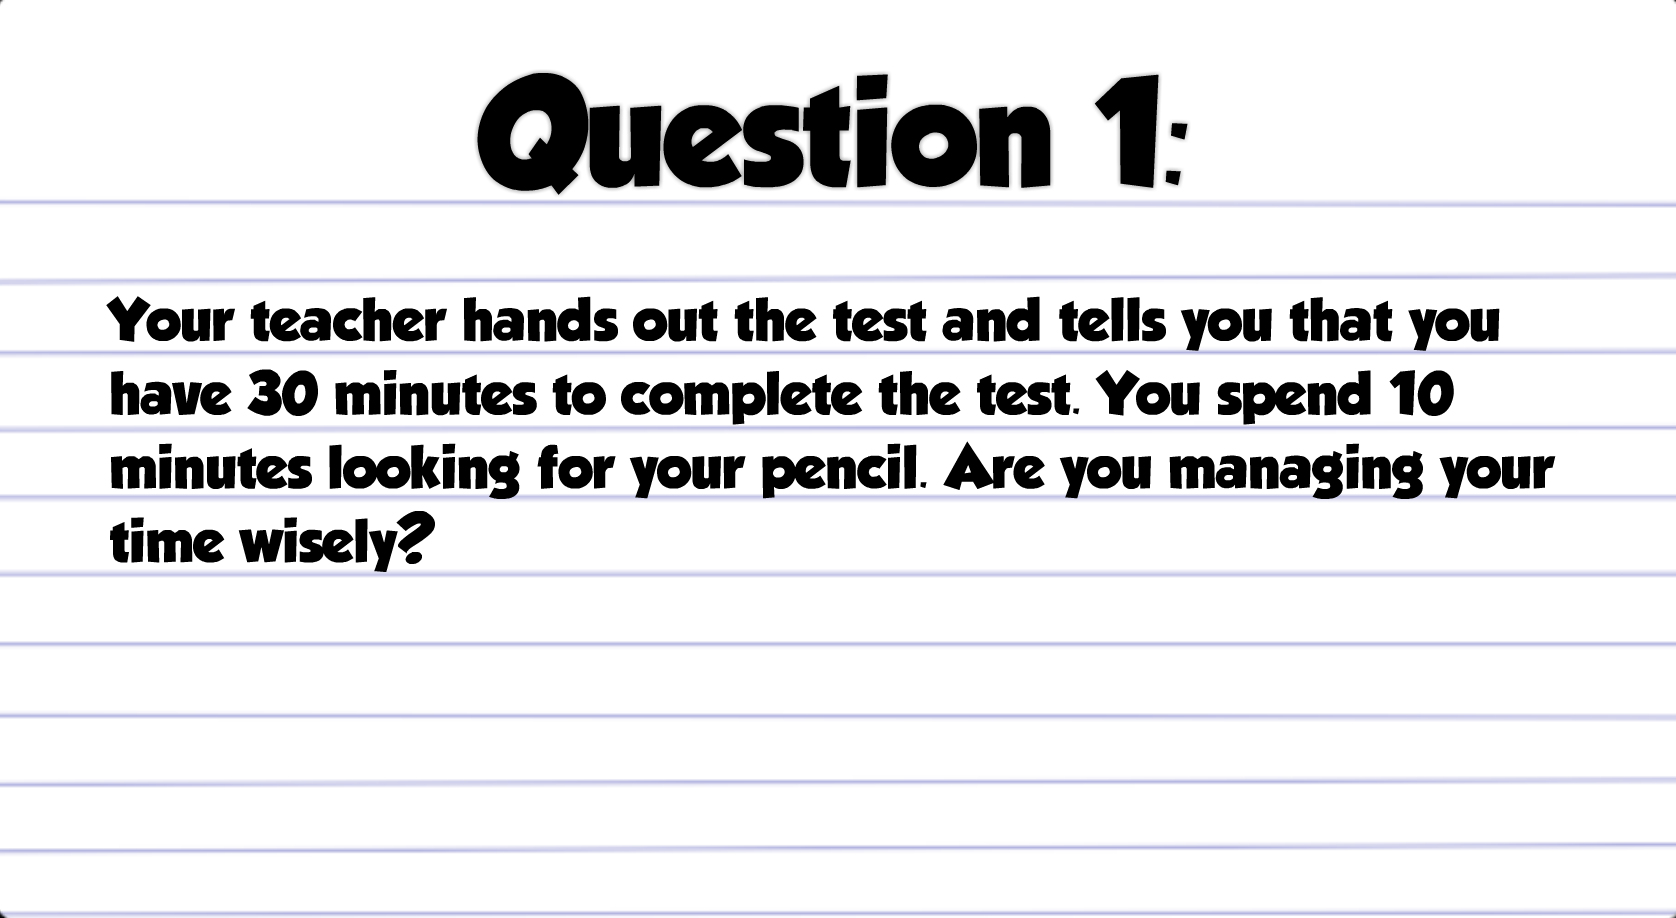 Question 1:
Your teacher hands out the test and tells you that you
have 30 minutes to complete the test. You spend 10
minutes looking for your pencil. Are you managing your
time wisely?